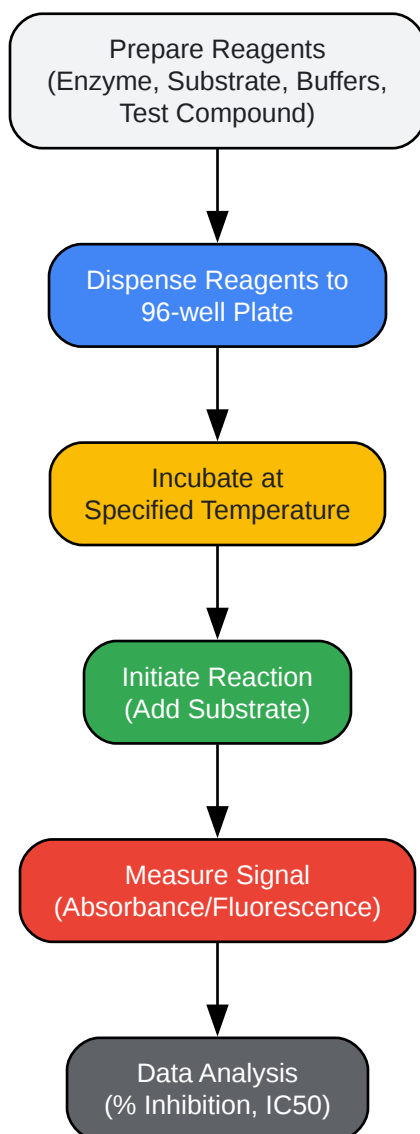 Prepare Reagents
(Enzyme, Substrate, Buffers,
Test Compound)
Dispense Reagents to
96-well Plate
Incubate at
Specified Temperature
Initiate Reaction
(Add Substrate)
Measure Signal
(Absorbance/Fluorescence)
Data Analysis
(% Inhibition, IC50)